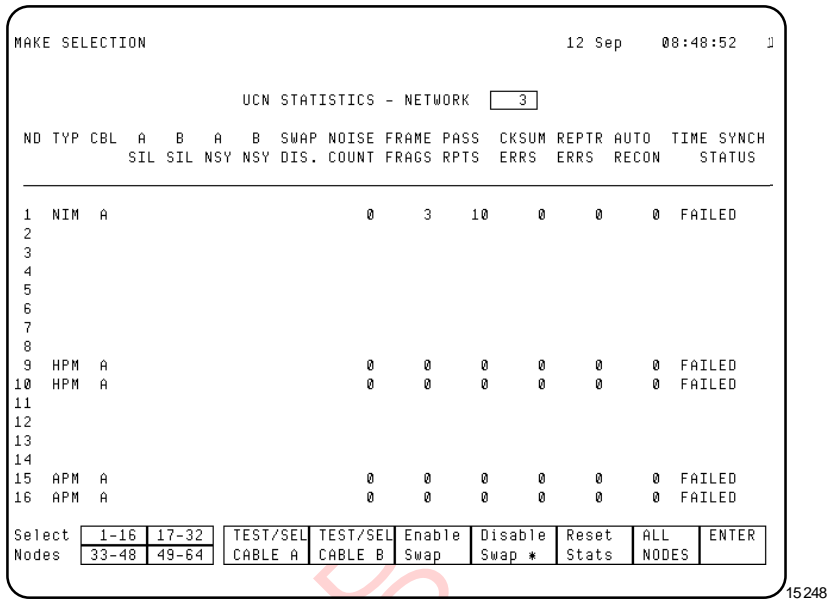 MAKE SELECTION 12 Sep 08:48:52 1
UCN STATISTICS - NETWORK 3
ND TYP CBL A B A B SWAP NOISE FRAME PASS CKSUM REPTR AUTO TIME SYNCH
SIL SIL NSY NSY DIS. COUNT FRAGS RPTS ERRS ERRS RECON STATUS
1 NIM A 0 3 10 0 0 0 FAILED
2
3
4
5
6
7
8
9 HPM A 0 0 0 0 0 0 FAILED
10 HPM A 0 0 0 0 0 0 FAILED
11
12
13
14
15 APM A 0 0 0 0 0 0 FAILED
16 APM A 0 0 0 0 0 0 FAILED
Select 1-16 17-32 TEST/SEL TEST/SEL Enable Disable Reset ALL ENTER
Nodes 33-48 49-64 CABLE A CABLE B Swap Swap * Stats NODES
15248